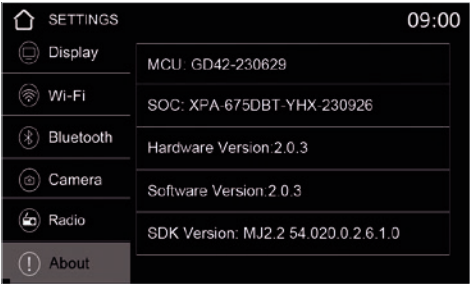 SETTINGS
09:00
Display
Wi-Fi
Bluetooth
Camera
Radio
About
MCU: GD42-230629
SOC: XPA-675DBT-YHX-230926
Hardware Version:2.0.3
Software Version:2.0.3
SDK Version: MJ2.2 54.020.0.2.6.1.0